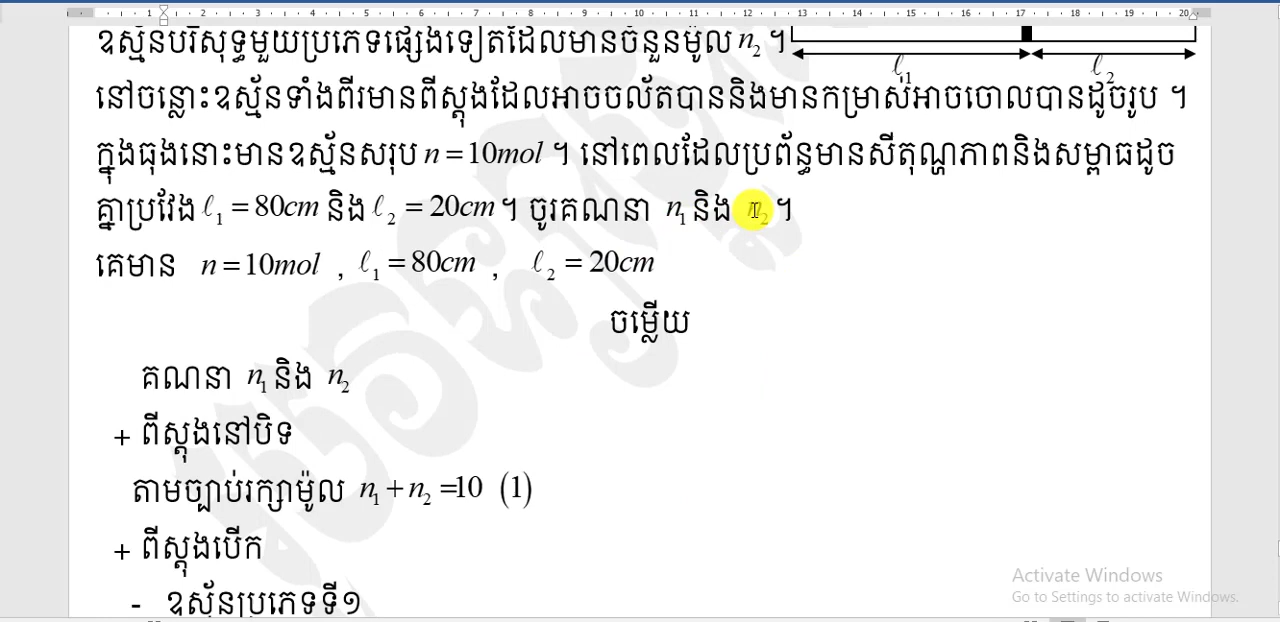 ឧស្ម័នបរិសុទ្ធមួយប្រភេទផ្សេងទៀតដែលមានចំនួនម៉ូល n₂ ។
ℓ₁ ℓ₂
នៅចន្លោះឧស្ម័នទាំងពីរមានពីស្តុងដែលអាចចល័តបាននិងមានកម្រាស់អាចចោលបានដូចរូប ។
ក្នុងធុងនោះមានឧស្ម័នសរុប n = 10mol ។ នៅពេលដែលប្រព័ន្ធមានសីតុណ្ហភាពនិងសម្ពាធដូច
គ្នាប្រវែង ℓ₁ = 80cm និង ℓ₂ = 20cm ។ ចូរគណនា n₁ និង n₂ ។
គេមាន n = 10mol , ℓ₁ = 80cm , ℓ₂ = 20cm
ចម្លើយ
គណនា n₁ និង n₂
+ ពីស្តុងនៅបិទ
តាមច្បាប់រក្សាម៉ូល n₁ + n₂ =10 (1)
+ ពីស្តុងបើក
- ឧស្ម័នប្រភេទទី១
Activate Windows
Go to Settings to activate Windows.